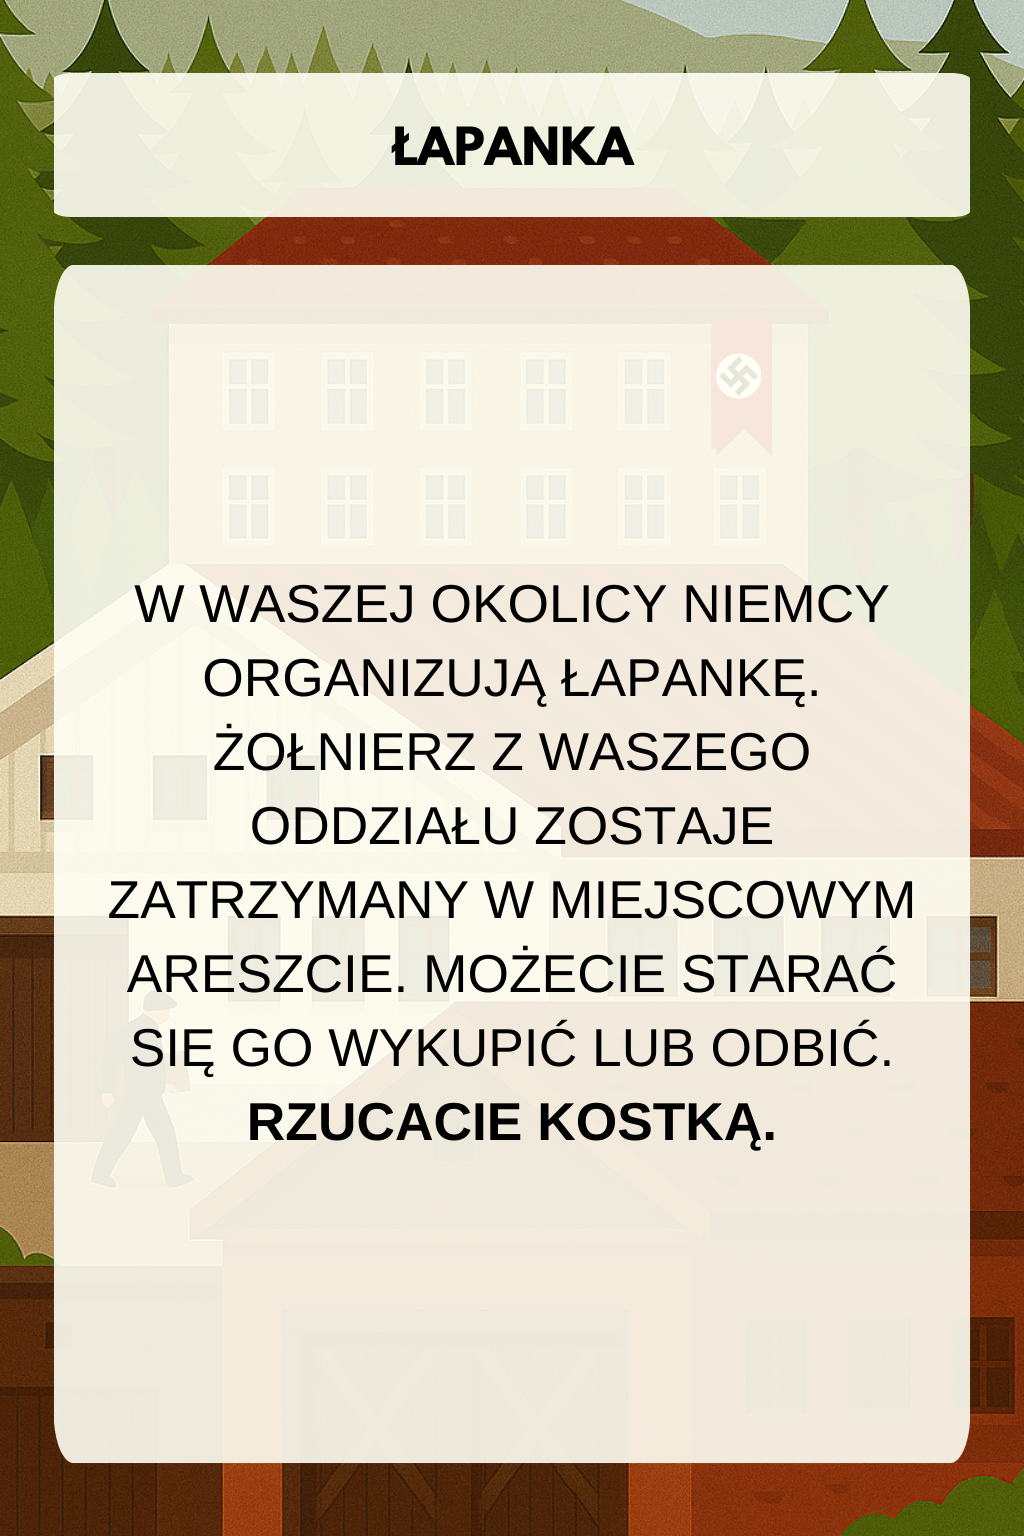 ŁAPANKA
W WASZEJ OKOLICY NIEMCY
ORGANIZUJĄ ŁAPANKĘ.
ŻOŁNIERZ Z WASZEGO
ODDZIAŁU ZOSTAJE
ZATRZYMANY W MIEJSCOWYM
ARESZCIE. MOŻECIE STARAĆ
SIĘ GO WYKUPIĆ LUB ODBIĆ.
RZUCACIE KOSTKĄ.